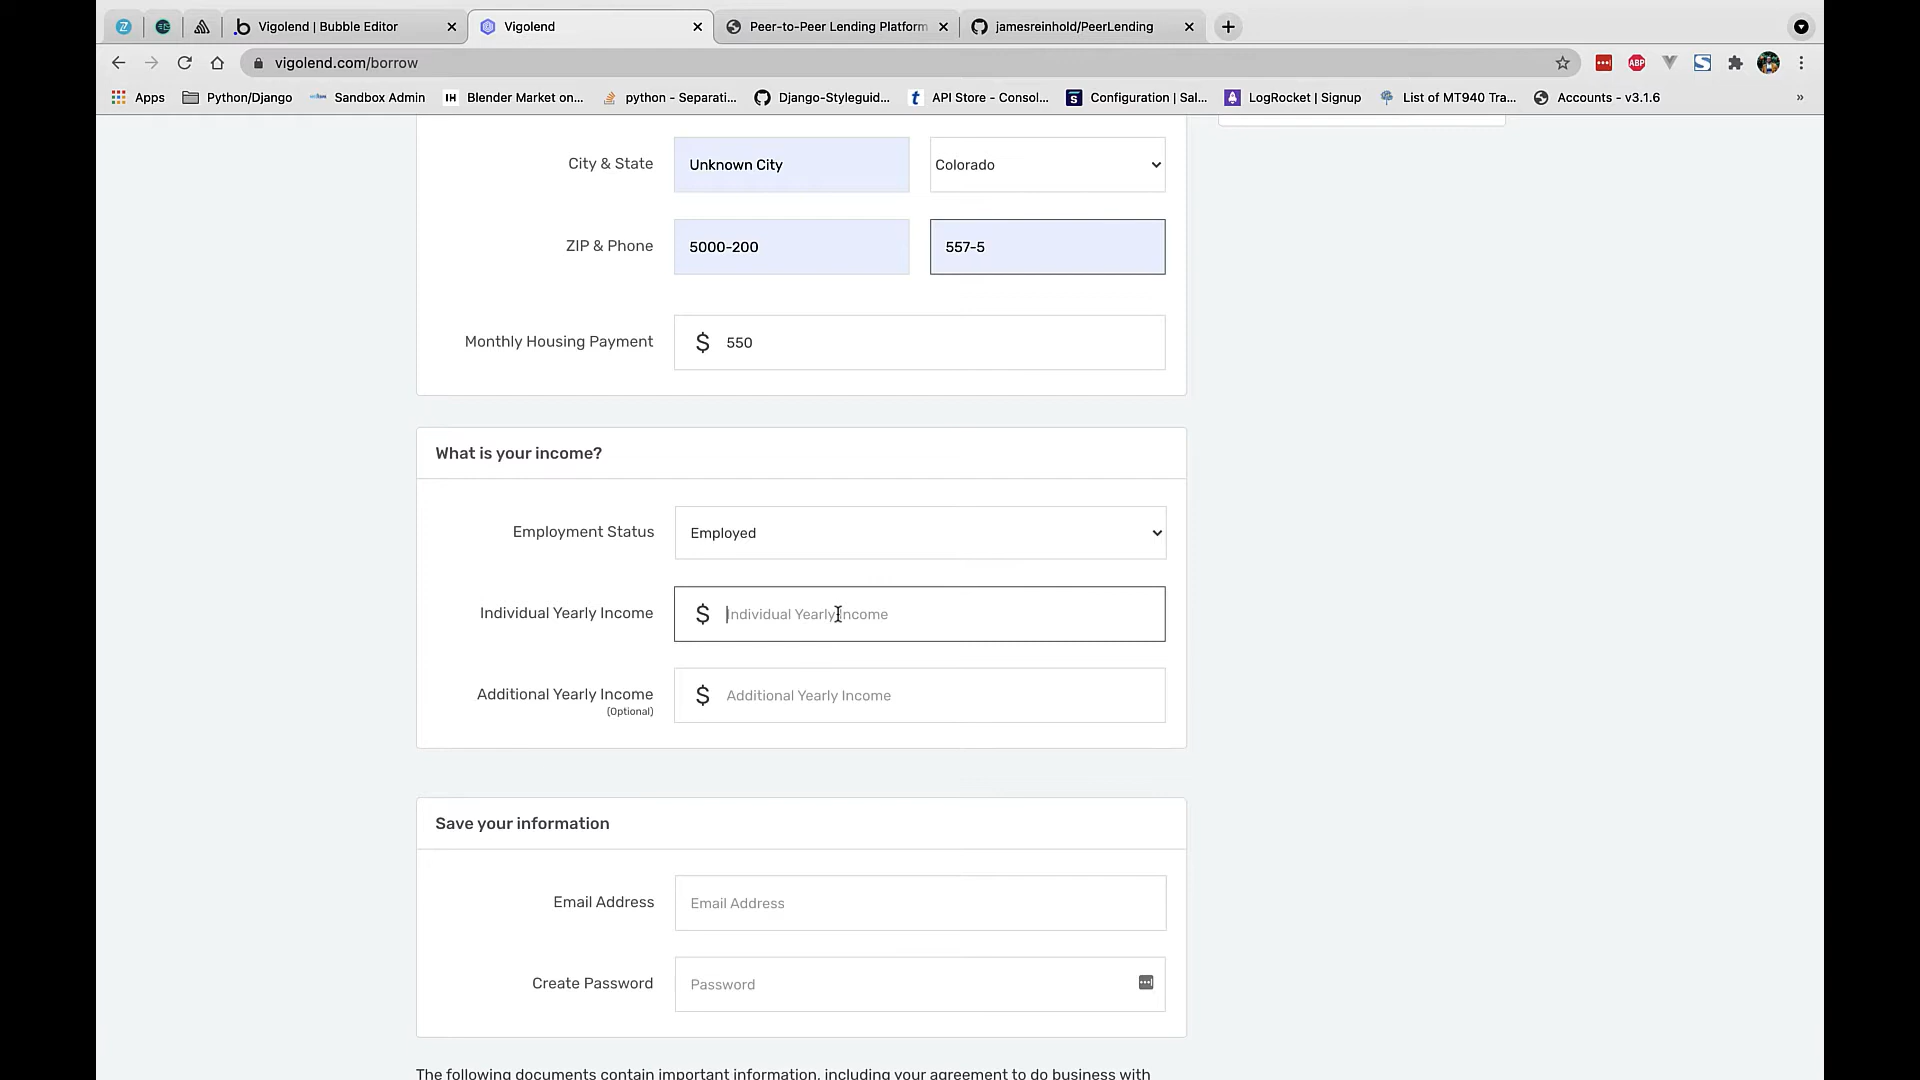 Vigolend | Bubble Editor
Vigolend
Peer-to-Peer Lending Platform
jamesreinhold/PeerLending
vigolend.com/borrow
Apps
Python/Django
Sandbox Admin
Blender Market on...
python - Separati...
Django-Styleguid...
API Store - Consol...
Configuration | Sal...
LogRocket | Signup
List of MT940 Tra...
Accounts - v3.1.6
City & State
Unknown City
Colorado
ZIP & Phone
5000-200
557-5
Monthly Housing Payment
$ 550
What is your income?
Employment Status
Employed
Individual Yearly Income
$ Individual Yearly Income
Additional Yearly Income
(Optional)
$ Additional Yearly Income
Save your information
Email Address
Email Address
Create Password
Password
The following documents contain important information, including your agreement to do business with